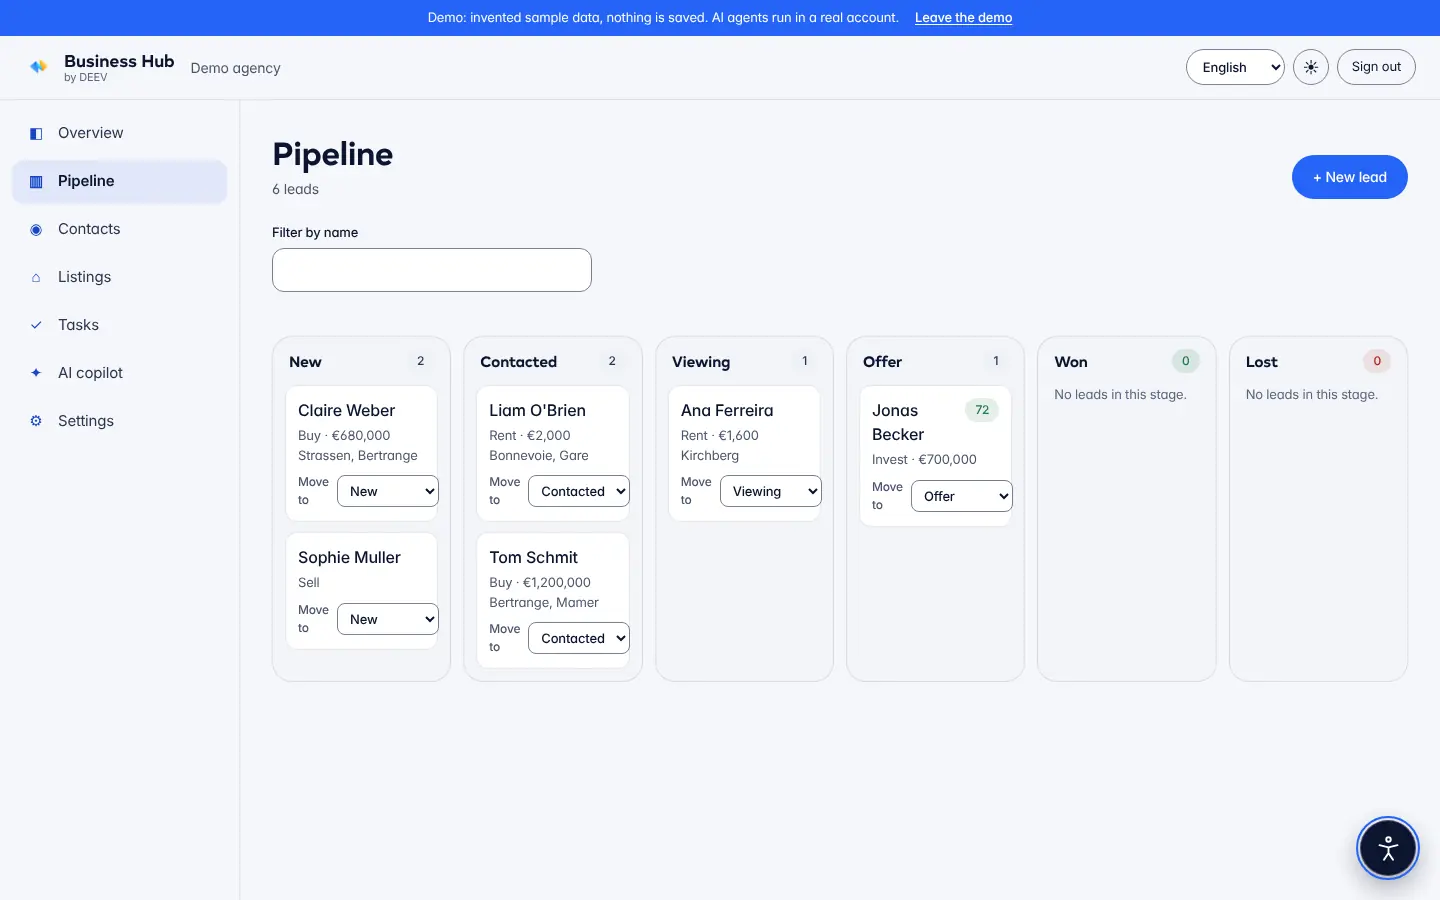 Demo: invented sample data, nothing is saved. AI agents run in a real account. Leave the demo
Business Hub
by DEEV
Demo agency
English
Sign out
Overview
Pipeline
Contacts
Listings
Tasks
AI copilot
Settings
Pipeline
6 leads
+ New lead
Filter by name
New 2
Claire Weber
Buy · €680,000
Strassen, Bertrange
Move
to
New
Sophie Muller
Sell
Move
to
New
Contacted 2
Liam O'Brien
Rent · €2,000
Bonnevoie, Gare
Move
to
Contacted
Tom Schmit
Buy · €1,200,000
Bertrange, Mamer
Move
to
Contacted
Viewing 1
Ana Ferreira
Rent · €1,600
Kirchberg
Move
to
Viewing
Offer 1
Jonas
Becker
72
Invest · €700,000
Move
to
Offer
Won 0
No leads in this stage.
Lost 0
No leads in this stage.